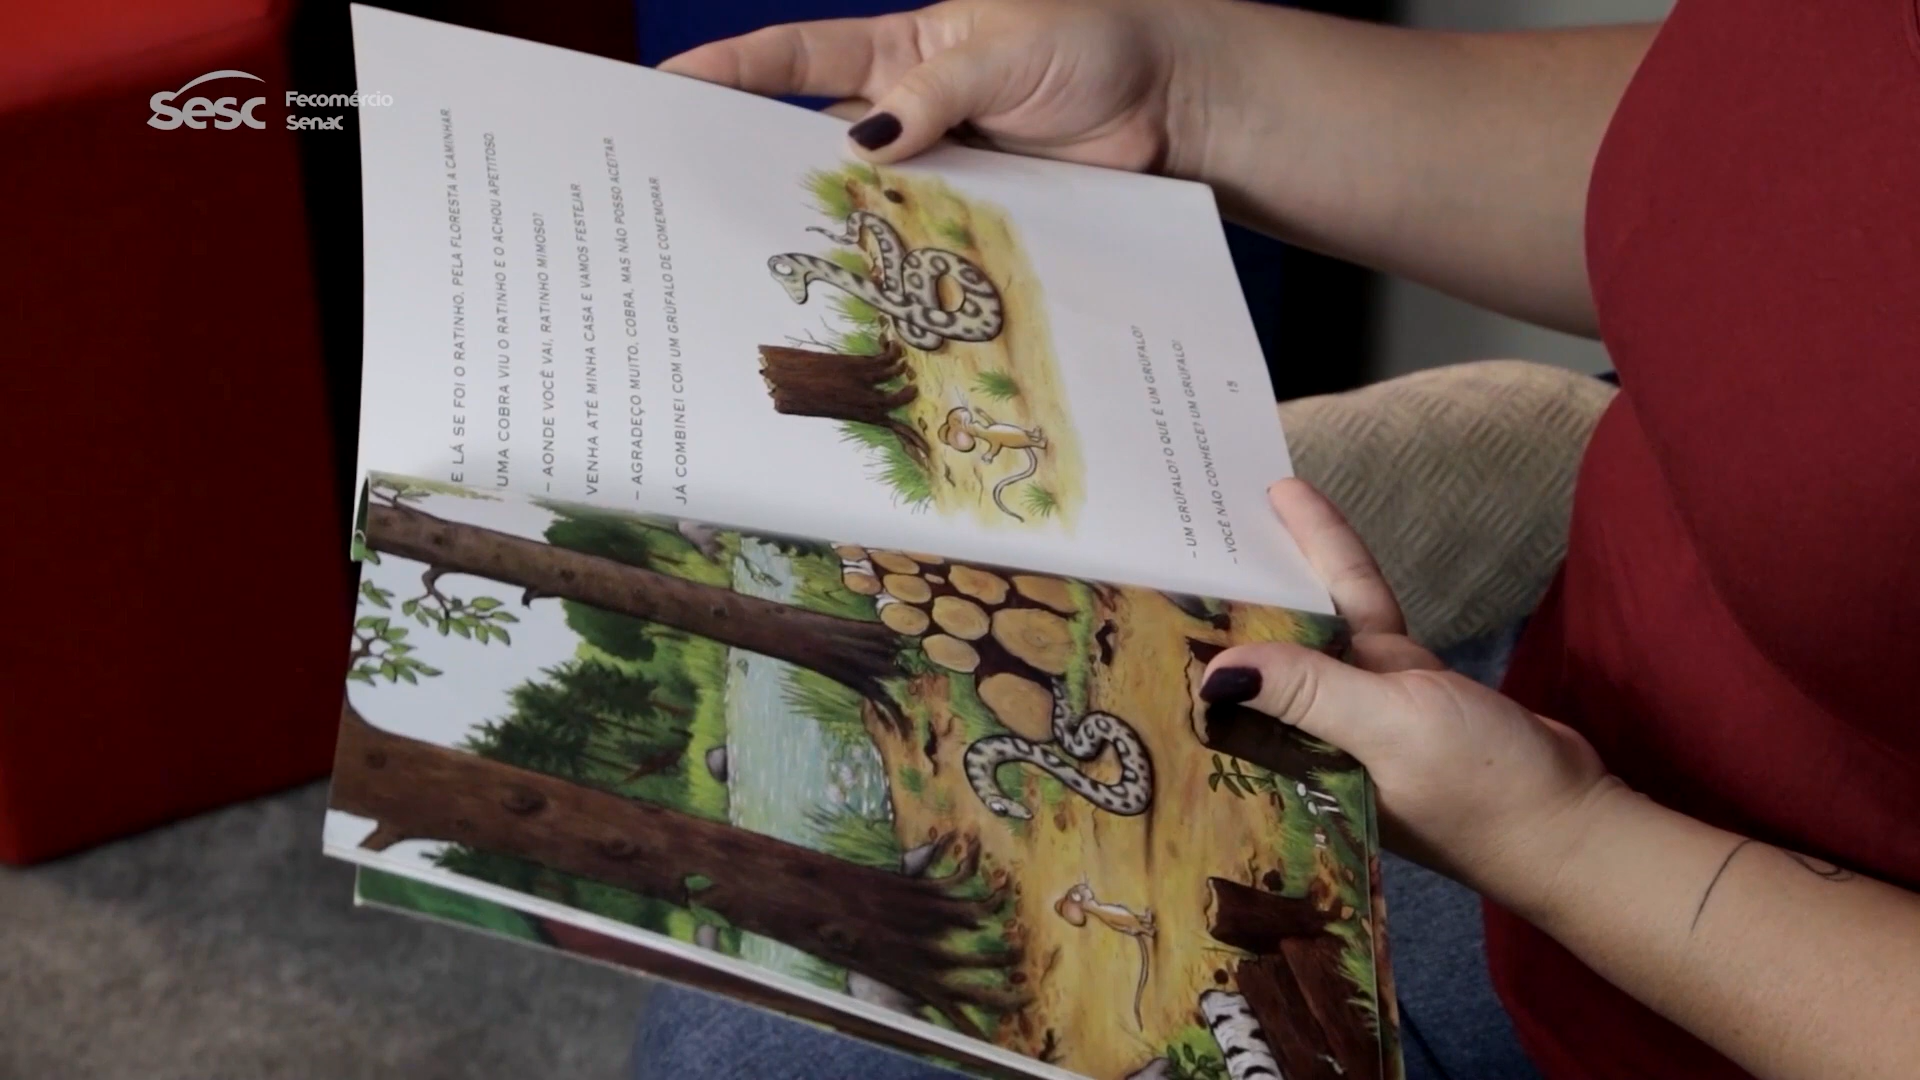 Sesc
Fecomércio
Senac
E LÁ SE FOI O RATINHO, PELA FLORESTA A CAMINHAR
UMA COBRA VIU O RATINHO E O ACHOU APETITOSO.
– AONDE VOCÊ VAI, RATINHO MIMOSO?
VENHA ATÉ MINHA CASA E VAMOS FESTEJAR
– AGRADEÇO MUITO, COBRA, MAS NÃO POSSO ACEITAR
JÁ COMBINEI COM UM GRÚFALO DE COMEMORAR.
– UM GRÚFALO? O QUE É UM GRÚFALO?
– VOCÊ NÃO CONHECE? UM GRÚFALO!
15
14